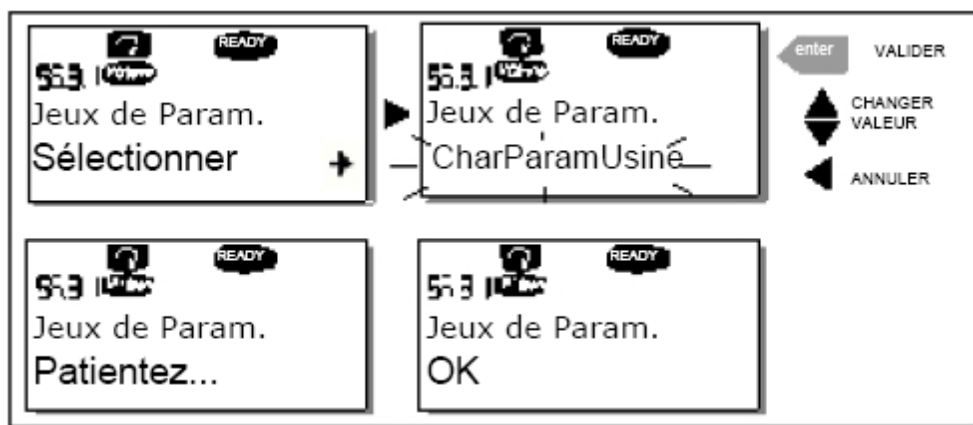 READY
Jeux de Param.
Sélectionner
READY
Jeux de Param.
CharParamUsine
enter VALIDER
CHANGER
VALEUR
ANNULER
READY
Jeux de Param.
Patientez...
READY
Jeux de Param.
OK